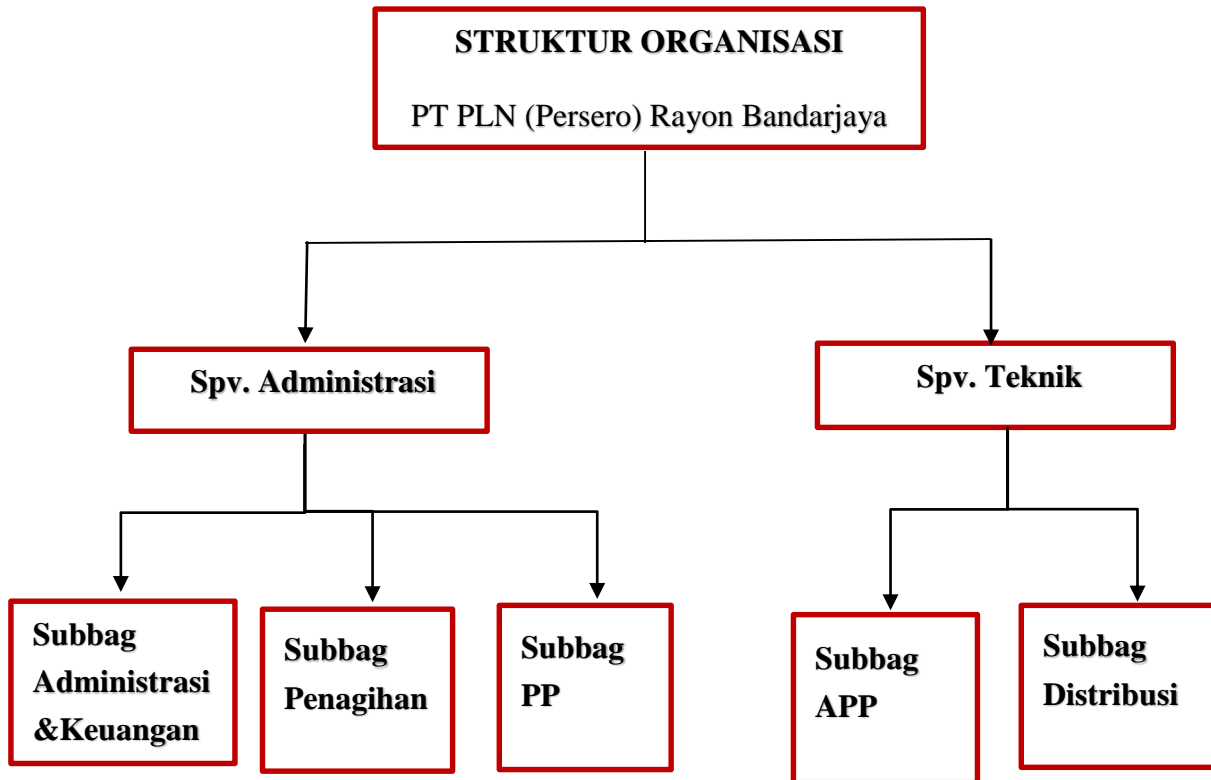 STRUKTUR ORGANISASI
PT PLN (Persero) Rayon Bandarjaya
Spv. Administrasi
Spv. Teknik
Subbag
Administrasi
&Keuangan
Subbag
Penagihan
Subbag
PP
Subbag
APP
Subbag
Distribusi